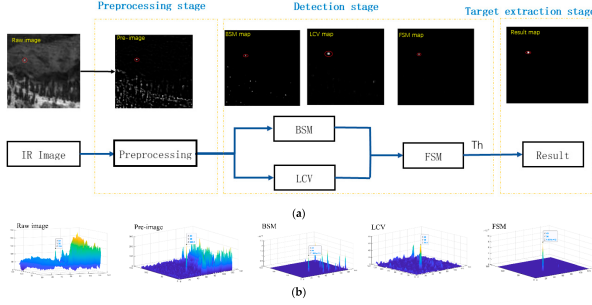 Preprocessing stage
Detection stage
Target extraction stage
Raw image
Pre-image
BSM map
LCV map
FSM map
Result map
IR Image
Preprocessing
BSM
LCV
FSM
Th
Result
(a)
Raw image
Pre-image
BSM
LCV
FSM
(b)